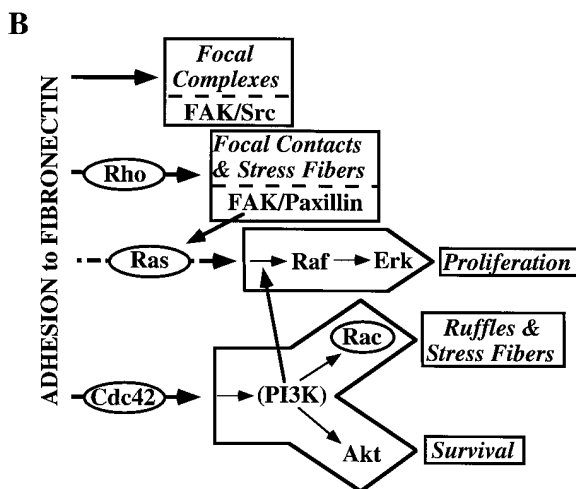 B
ADHESION to FIBRONECTIN
Focal
Complexes
FAK/Src
Rho
Focal Contacts
& Stress Fibers
FAK/Paxillin
Ras
Raf
Erk
Proliferation
Cdc42
(PI3K)
Rac
Ruffles &
Stress Fibers
Akt
Survival